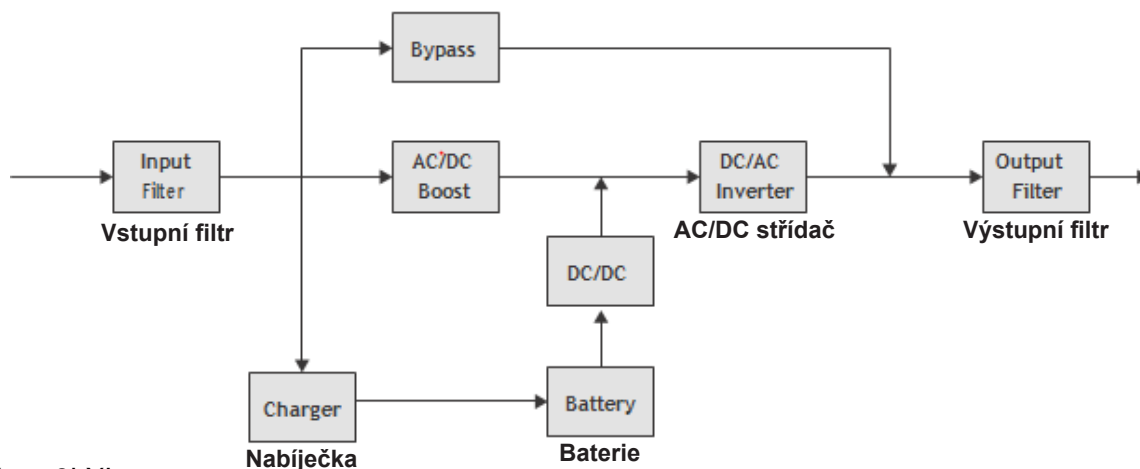 Bypass
Input
Filter
Vstupní filtr
AC/DC
Boost
DC/AC
Inverter
AC/DC střídač
Output
Filter
Výstupní filtr
DC/DC
Charger
Nabíječka
Battery
Baterie